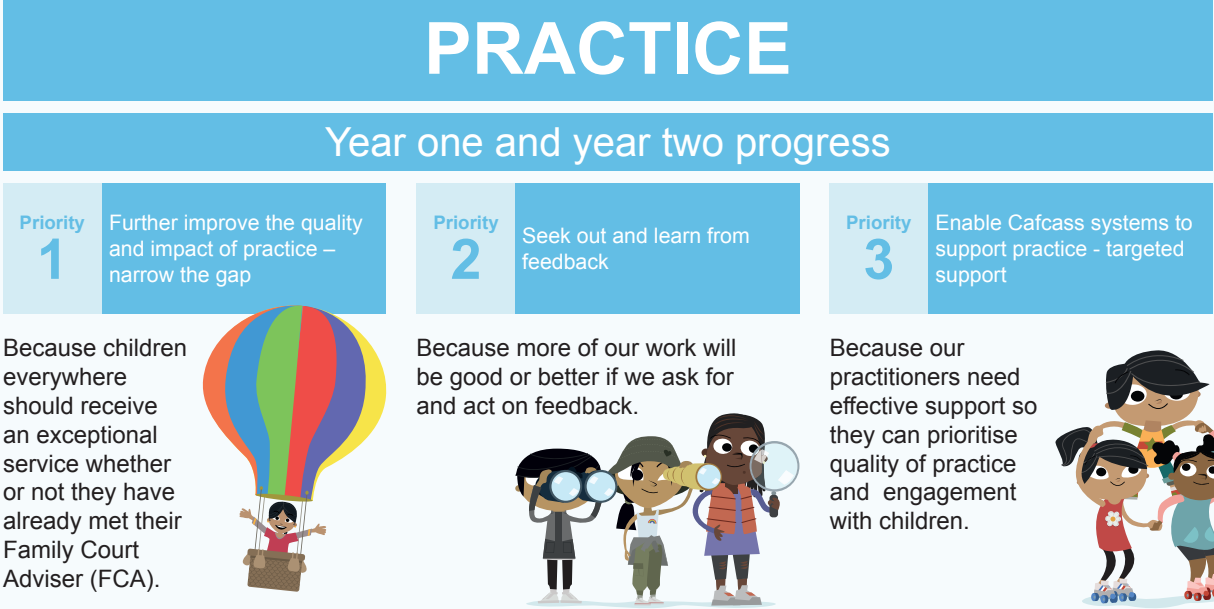 PRACTICE
Year one and year two progress
Priority
1
Further improve the quality
and impact of practice –
narrow the gap
Because children
everywhere
should receive
an exceptional
service whether
or not they have
already met their
Family Court
Adviser (FCA).
Priority
2
Seek out and learn from
feedback
Because more of our work will
be good or better if we ask for
and act on feedback.
Priority
3
Enable Cafcass systems to
support practice - targeted
support
Because our
practitioners need
effective support so
they can prioritise
quality of practice
and  engagement
with children.